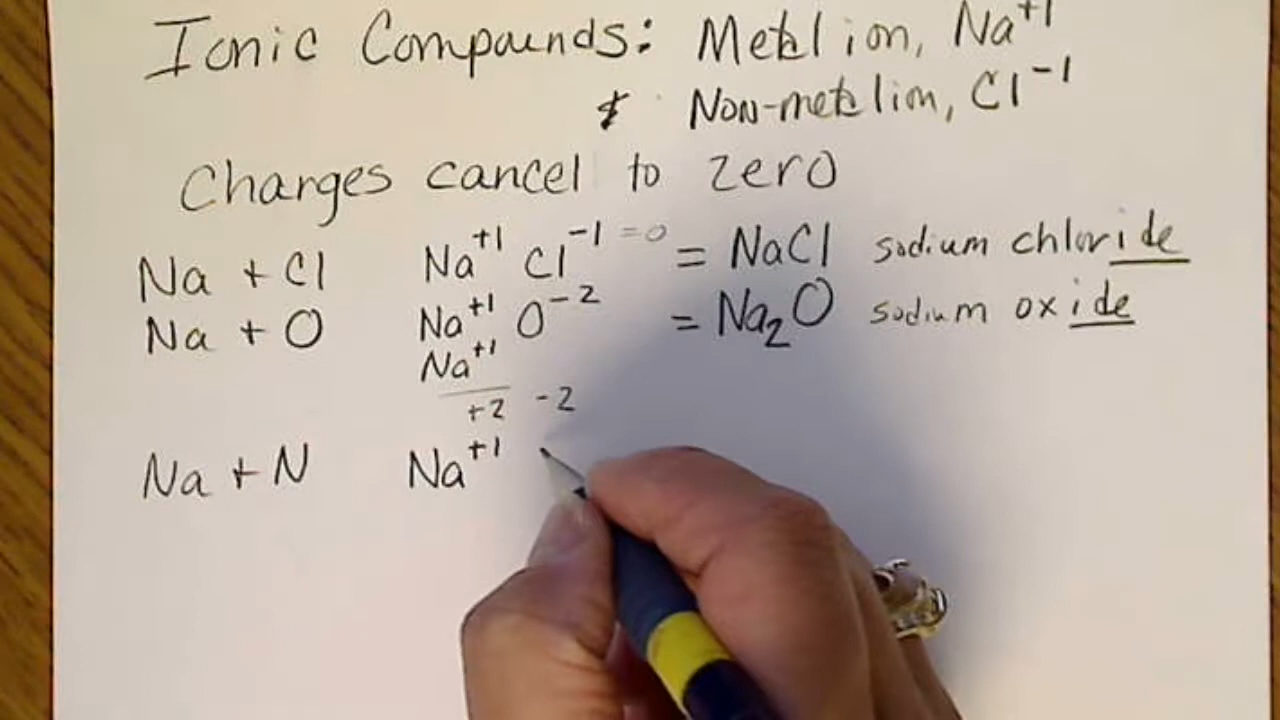 Ionic Compounds: Metal ion, Na⁺¹
& Non-metal ion, Cl⁻¹
Charges cancel to zero
Na + Cl Na⁺¹ Cl⁻¹ = 0 = NaCl sodium chloride
Na + O Na⁺¹ O⁻² = Na₂O sodium oxide
Na⁺¹
+2 -2
Na + N Na⁺¹